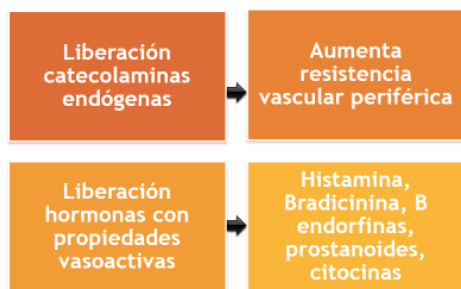 Liberación
catecolaminas
endógenas
Aumenta
resistencia
vascular periférica
Liberación
hormonas con
propiedades
vasoactivas
Histamina,
Bradicinina, B
endorfinas,
prostanoides,
citocinas